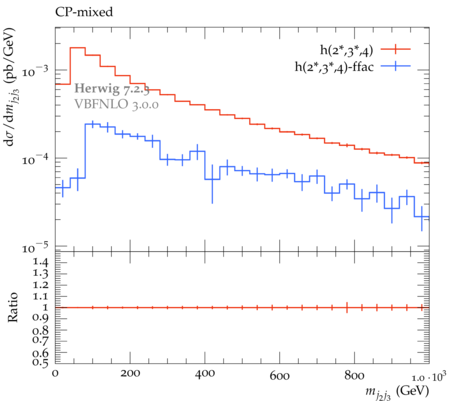 CP-mixed
dσ/dm_{j₂j₃} (pb/GeV)
10⁻³
10⁻⁴
10⁻⁵
h(2*,3*,4)
h(2*,3*,4)-ffac
Herwig 7.2.3
VBFNLO 3.0.0
Ratio
1.4
1.3
1.2
1.1
1
0.9
0.8
0.7
0.6
0.5
0
200
400
600
800
1.0 · 10³
m_{j₂j₃} (GeV)